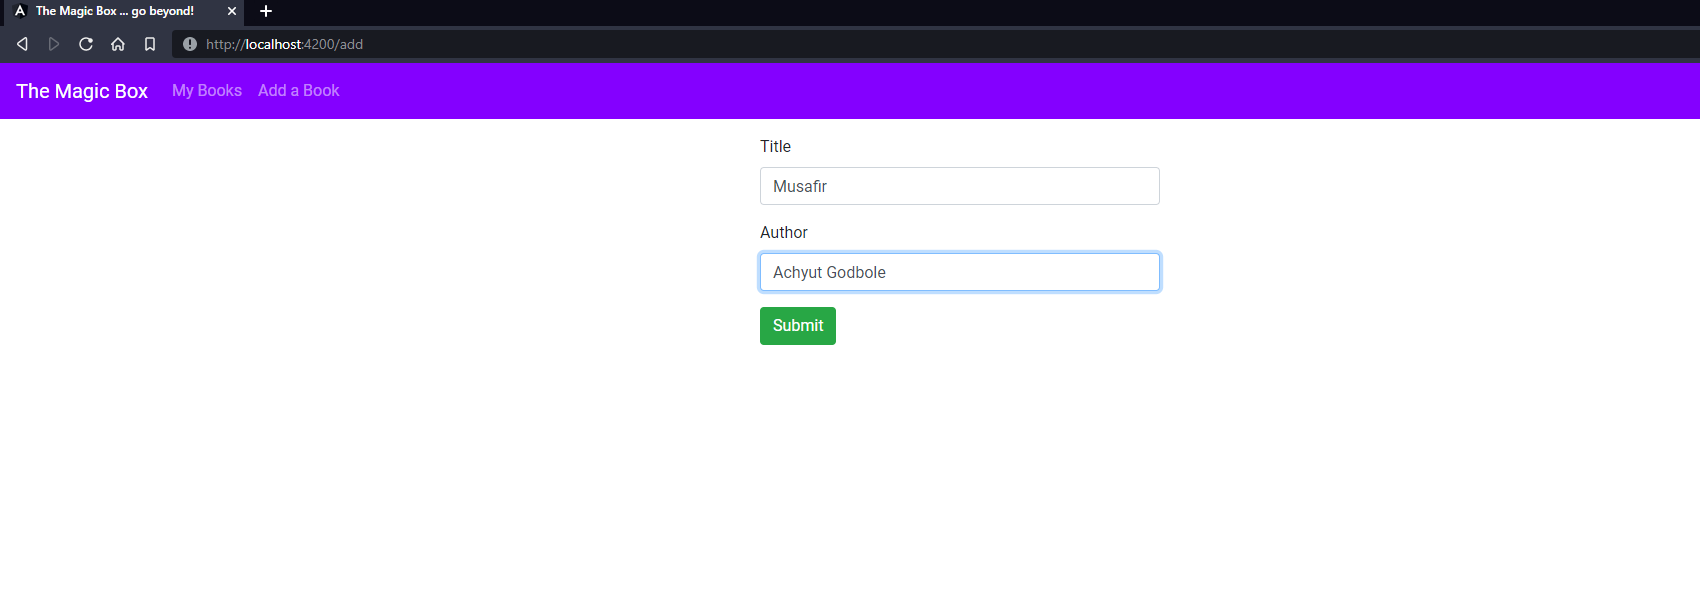 The Magic Box ... go beyond!
http://localhost:4200/add
The Magic Box My Books Add a Book
Title
Musafir
Author
Achyut Godbole
Submit